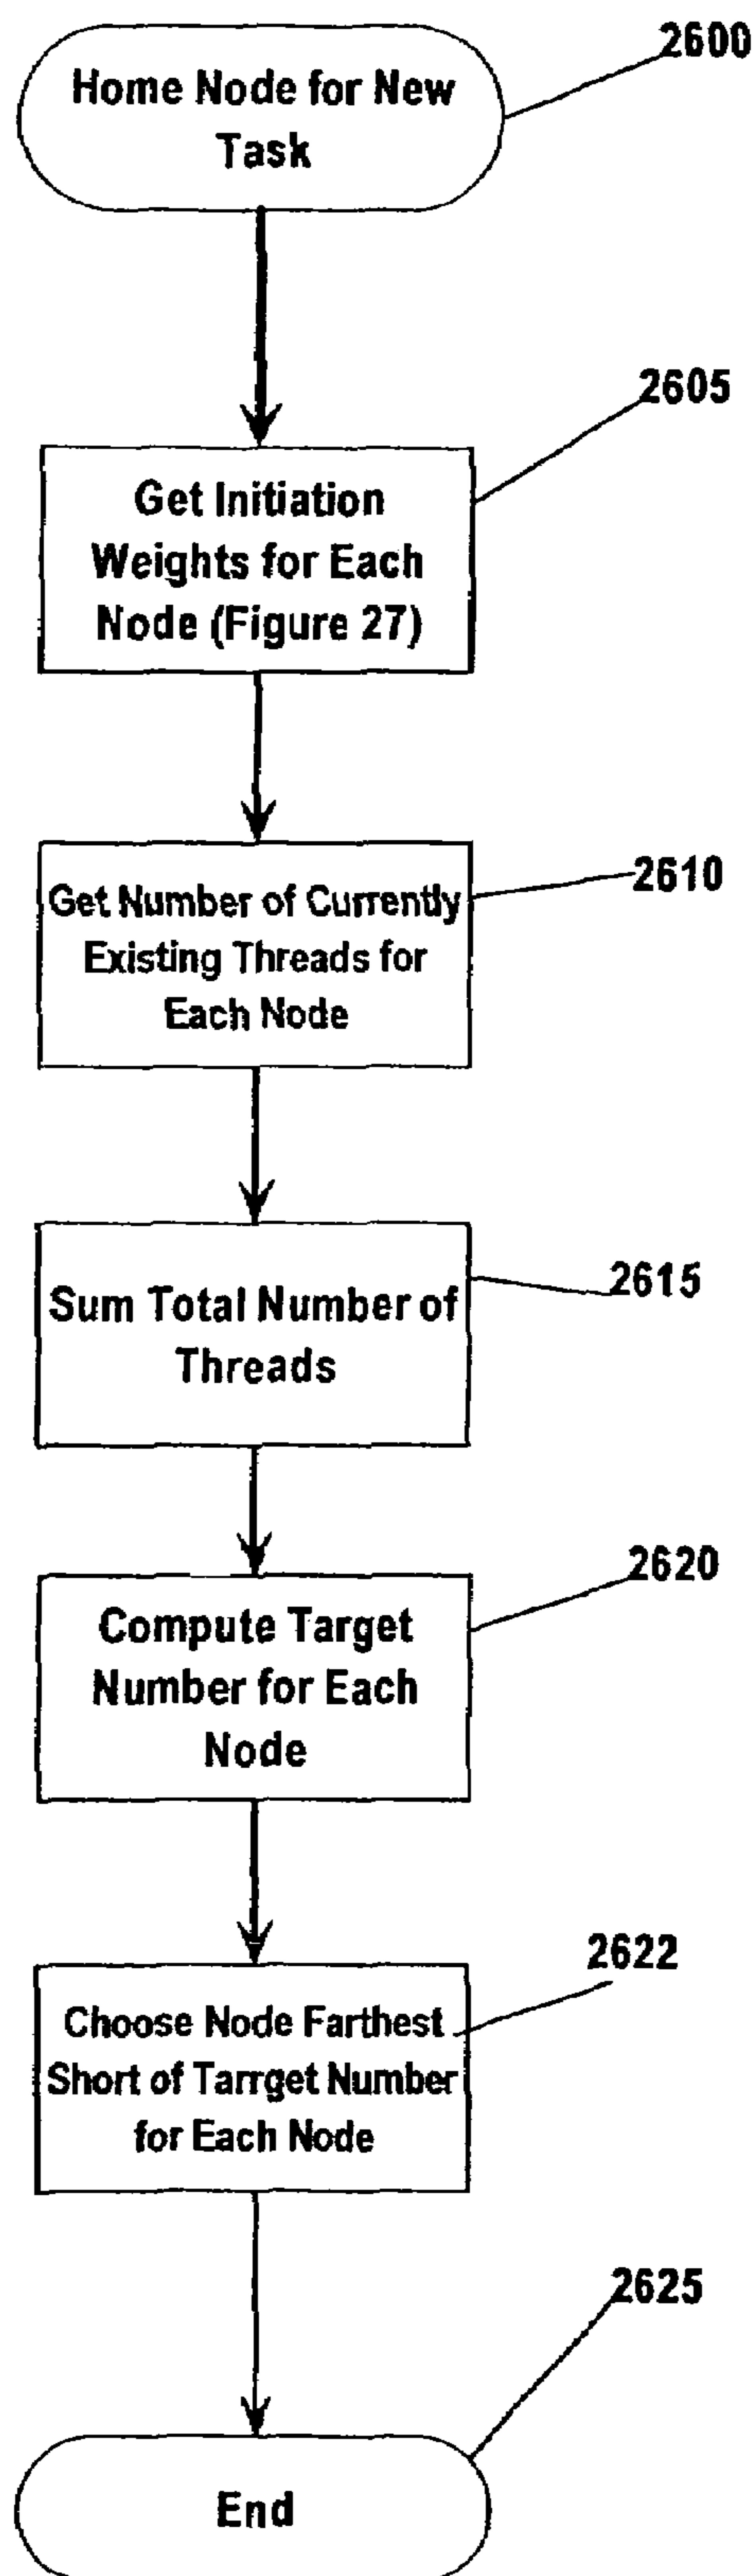 2600
Home Node for New
Task
2605
Get Initiation
Weights for Each
Node (Figure 27)
2610
Get Number of Currently
Existing Threads for
Each Node
2615
Sum Total Number of
Threads
2620
Compute Target
Number for Each
Node
2622
Choose Node Farthest
Short of Tarrget Number
for Each Node
2625
End